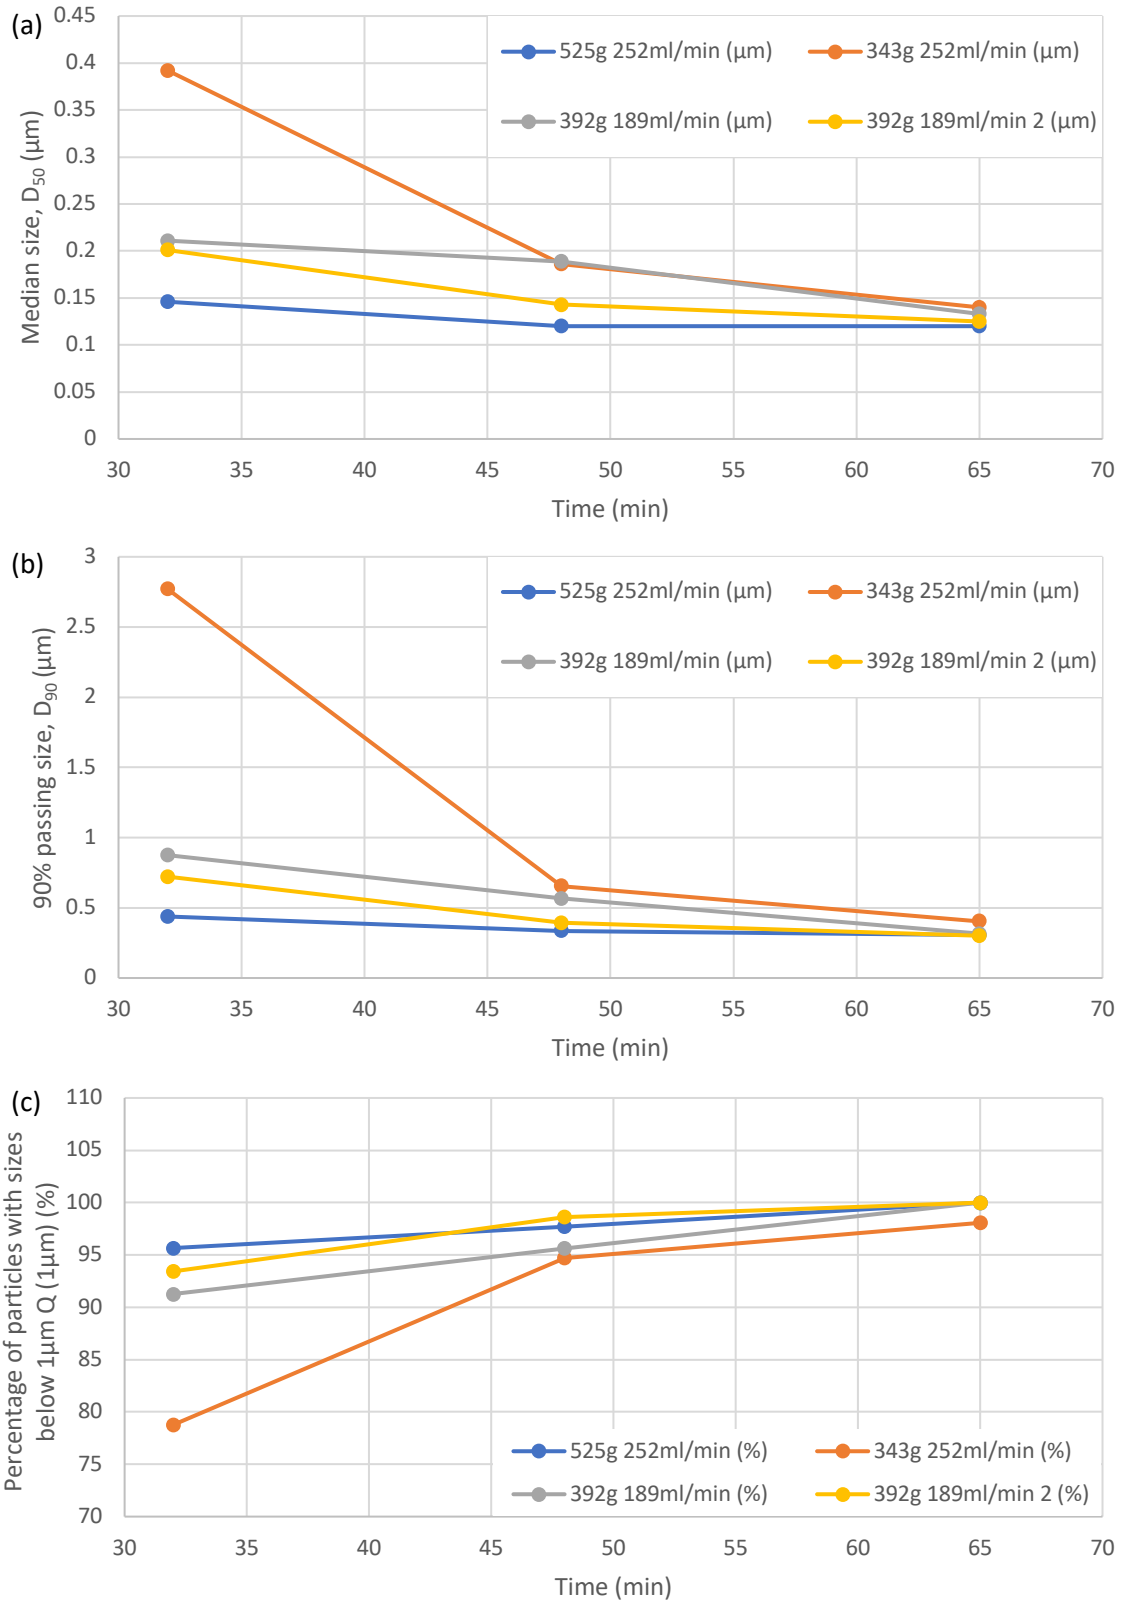 (a)
0.45
0.4
0.35
0.3
0.25
0.2
0.15
0.1
0.05
0
Median size, D₅₀ (µm)
525g 252ml/min (µm)
343g 252ml/min (µm)
392g 189ml/min (µm)
392g 189ml/min 2 (µm)
30 35 40 45 50 55 60 65 70
Time (min)
(b)
3
2.5
2
1.5
1
0.5
0
90% passing size, D₉₀ (µm)
525g 252ml/min (µm)
343g 252ml/min (µm)
392g 189ml/min (µm)
392g 189ml/min 2 (µm)
30 35 40 45 50 55 60 65 70
Time (min)
(c)
110
105
100
95
90
85
80
75
70
Percentage of particles with sizes
below 1µm Q (1µm) (%)
525g 252ml/min (%)
343g 252ml/min (%)
392g 189ml/min (%)
392g 189ml/min 2 (%)
30 35 40 45 50 55 60 65 70
Time (min)